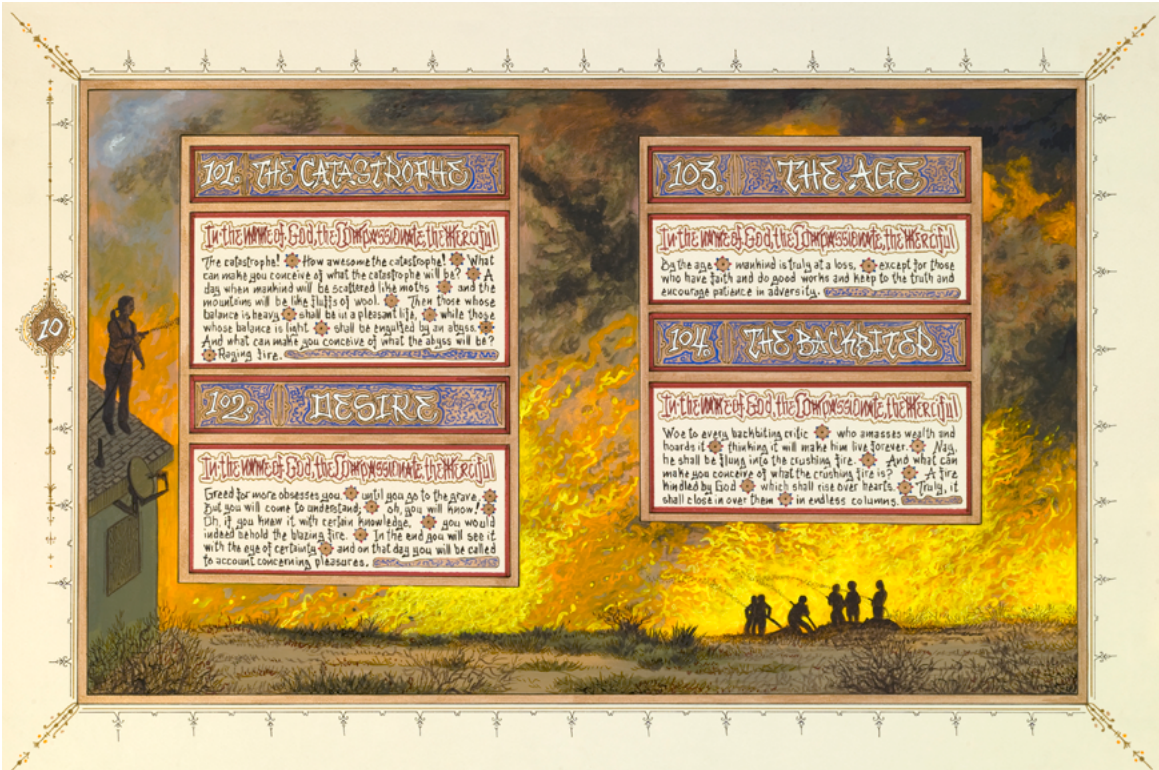 10
101. THE CATASTROPHE
In the name of God, the Compassionate, the Merciful
The catastrophe! How awesome the catastrophe! What
can make you conceive of what the catastrophe will be? A
day when mankind will be scattered like moths and the
mountains will be like fluffs of wool. Then those whose
balance is heavy shall be in a pleasant life, while those
whose balance is light shall be engulfed by an abyss.
And what can make you conceive of what the abyss will be?
Raging fire.
102. DESIRE
In the name of God, the Compassionate, the Merciful
Greed for more obsesses you until you go to the grave,
But you will come to understand; oh, you will know!
Oh, if you knew it with certain knowledge, you would
indeed behold the blazing fire. In the end you will see it
with the eye of certainty and on that day you will be called
to account concerning pleasures.
103. THE AGE
In the name of God, the Compassionate, the Merciful
By the age mankind is truly at a loss, except for those
who have faith and do good works and keep to the truth and
encourage patience in adversity.
104. THE BACKBITER
In the name of God, the Compassionate, the Merciful
Woe to every backbiting critic who amasses wealth and
hoards it thinking it will make him live forever. Nay,
he shall be flung into the crushing fire. And what can
make you conceive of what the crushing fire is? A fire
kindled by God which shall rise over hearts. Truly, it
shall close in over them in endless columns.